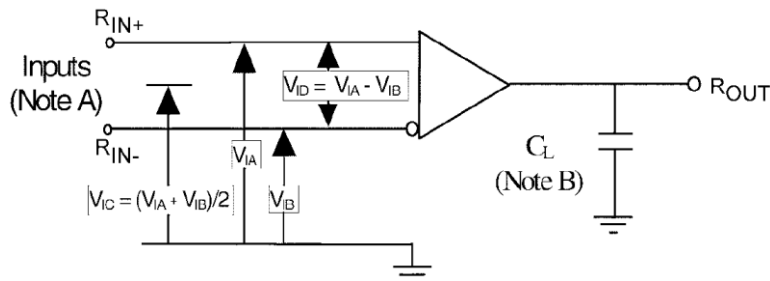 RIN+
Inputs
(Note A)
VID = VIA - VIB
ROUT
RIN-
VIA
CL
(Note B)
VIC = (VIA + VIB)/2
VIB